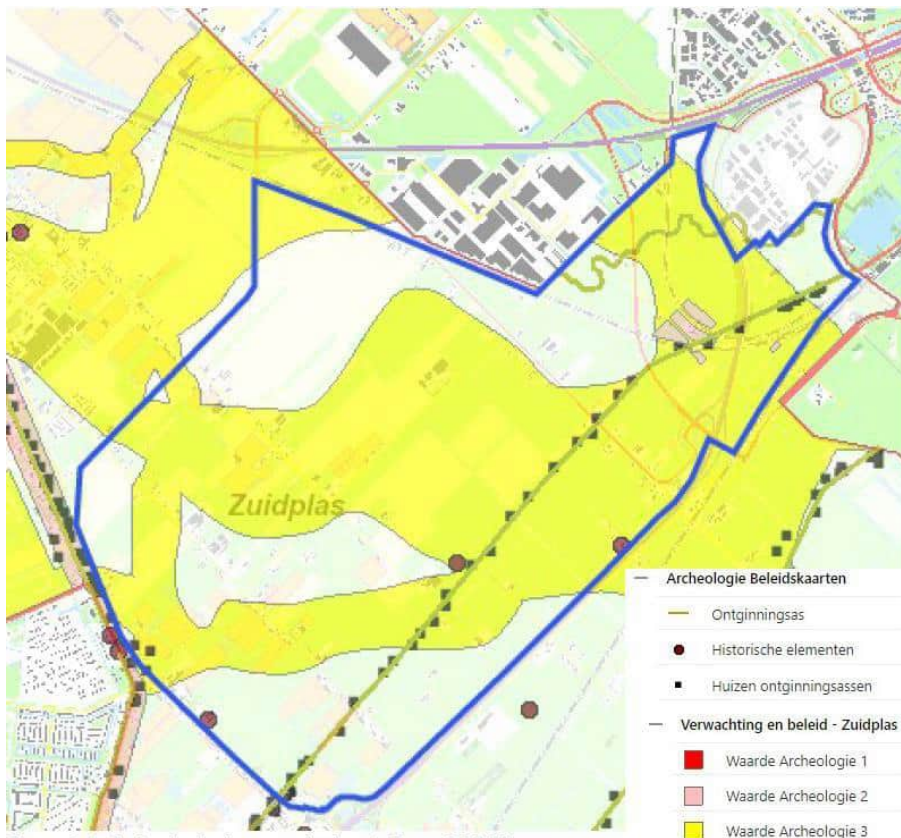 Zuidplas
Archeologie Beleidskaarten
Ontginningsas
Historische elementen
Huizen ontginningsassen
Verwachting en beleid - Zuidplas
Waarde Archeologie 1
Waarde Archeologie 2
Waarde Archeologie 3